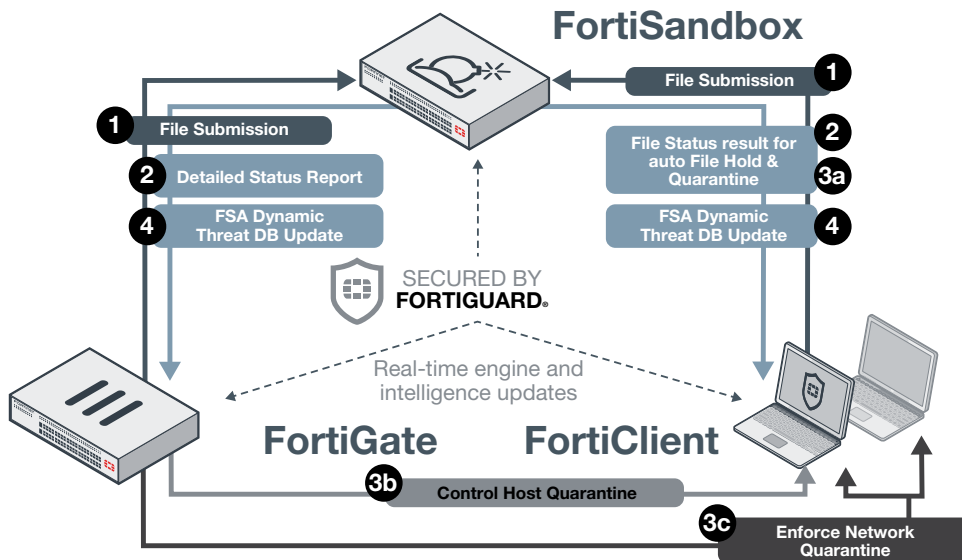 FortiSandbox
1 File Submission
2 Detailed Status Report
4 FSA Dynamic
Threat DB Update
File Submission 1
File Status result for 2
auto File Hold &
Quarantine 3a
FSA Dynamic 4
Threat DB Update
SECURED BY
FORTIGUARD®
Real-time engine and
intelligence updates
FortiGate
FortiClient
3b Control Host Quarantine
3c Enforce Network
Quarantine